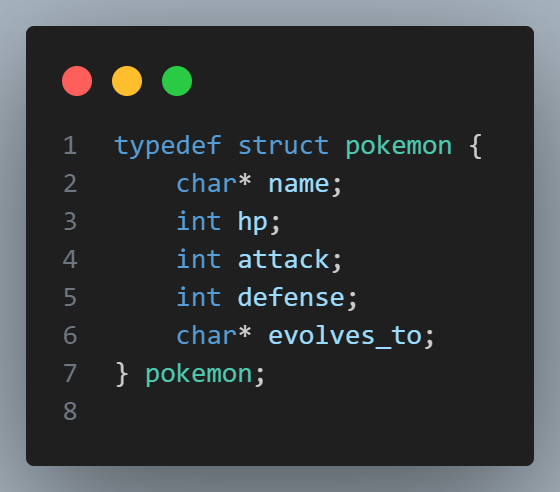 1 typedef struct pokemon {
2     char* name;
3     int hp;
4     int attack;
5     int defense;
6     char* evolves_to;
7 } pokemon;
8